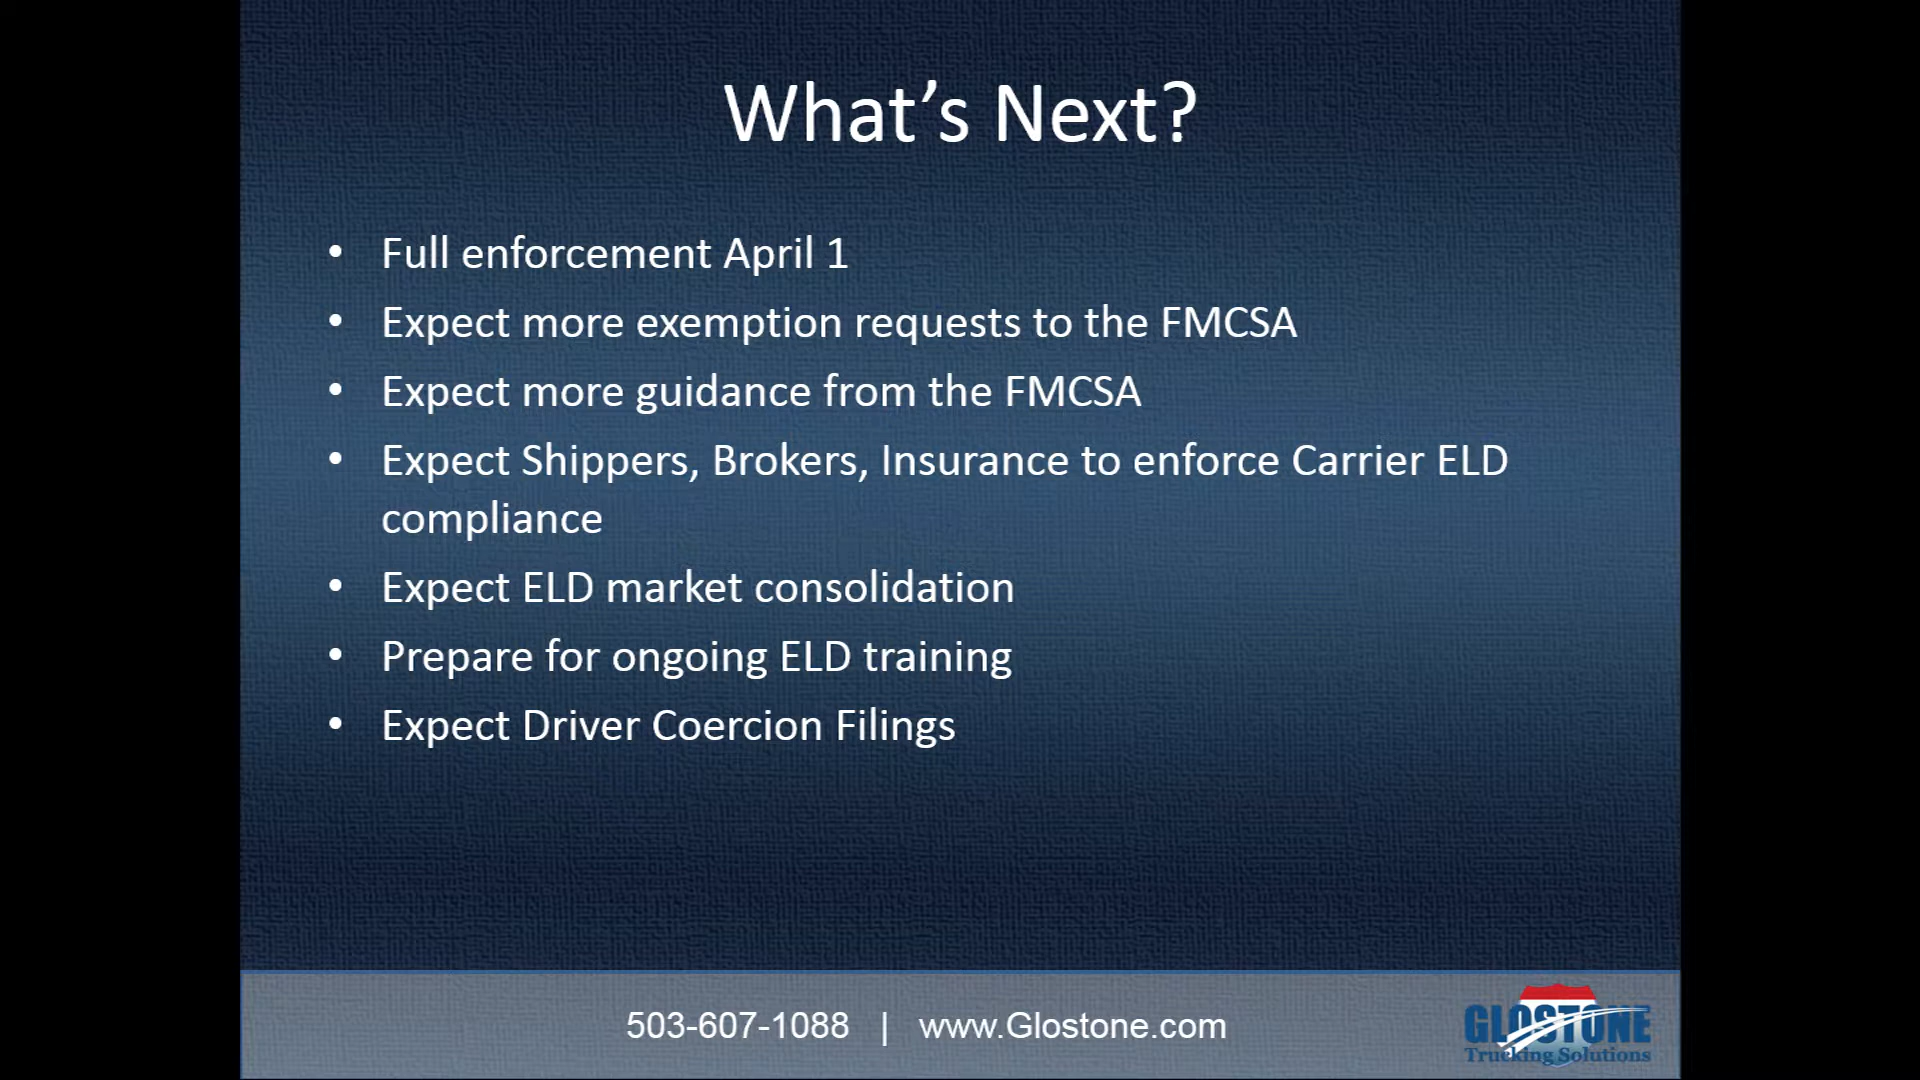 What’s Next?
• Full enforcement April 1
• Expect more exemption requests to the FMCSA
• Expect more guidance from the FMCSA
• Expect Shippers, Brokers, Insurance to enforce Carrier ELD
compliance
• Expect ELD market consolidation
• Prepare for ongoing ELD training
• Expect Driver Coercion Filings
503-607-1088 | www.Glostone.com
GLOSTONE
Trucking Solutions